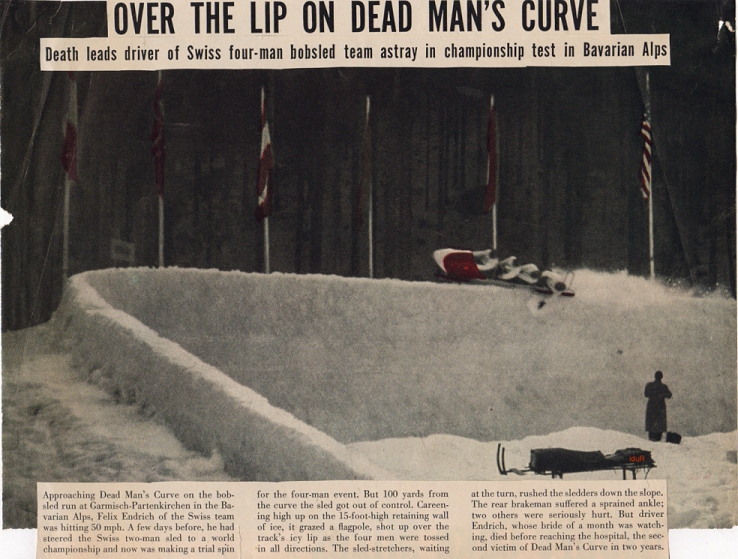 OVER THE LIP ON DEAD MAN'S CURVE
Death leads driver of Swiss four-man bobsled team astray in championship test in Bavarian Alps
Approaching Dead Man's Curve on the bob-
sled run at Garmisch-Partenkirchen in the Ba-
varian Alps, Felix Endrich of the Swiss team
was hitting 50 mph. A few days before, he had
steered the Swiss two-man sled to a world
championship and now was making a trial spin
for the four-man event. But 100 yards from
the curve the sled got out of control. Careen-
ing high up on the 15-foot-high retaining wall
of ice, it grazed a flagpole, shot up over the
track's icy lip as the four men were tossed
in all directions. The sled-stretchers, waiting
at the turn, rushed the sledders down the slope.
The rear brakeman suffered a sprained ankle;
two others were seriously hurt. But driver
Endrich, whose bride of a month was watch-
ing, died before reaching the hospital, the sec-
ond victim of Dead Man's Curve in two years.